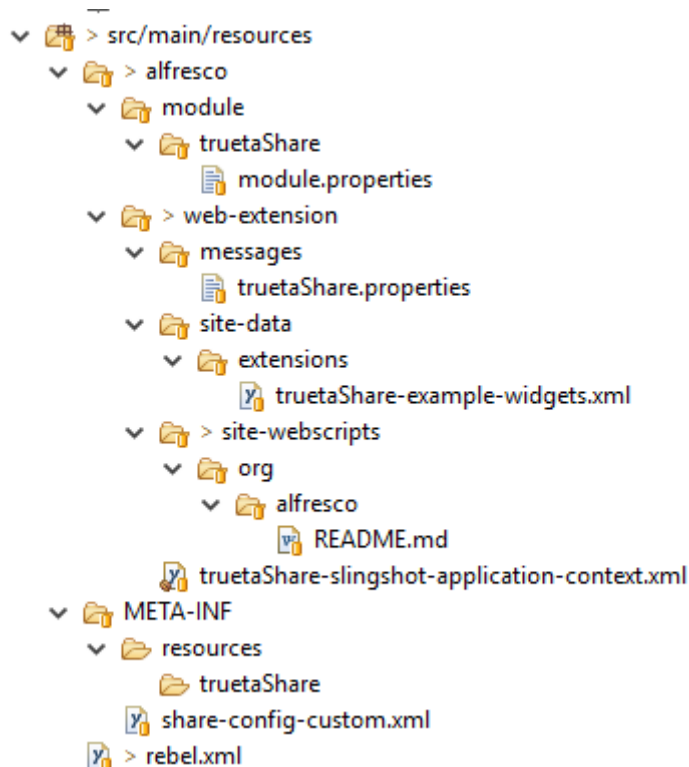 > src/main/resources
> alfresco
module
truetaShare
module.properties
> web-extension
messages
truetaShare.properties
site-data
extensions
truetaShare-example-widgets.xml
> site-webscripts
org
alfresco
README.md
truetaShare-slingshot-application-context.xml
META-INF
resources
truetaShare
share-config-custom.xml
> rebel.xml